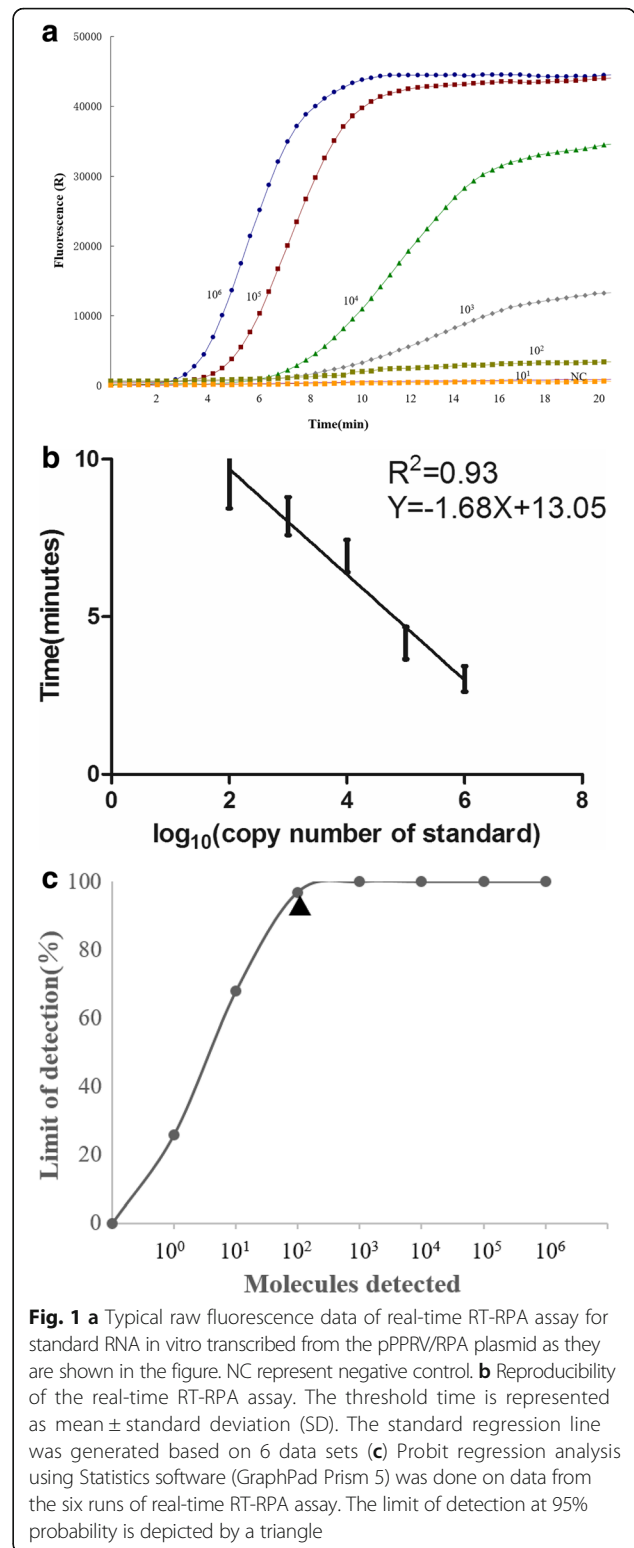 a
50000
40000
30000
20000
10000
0
Fluorescence (R)
10⁶
10⁵
10⁴
10³
10²
10¹
NC
2 4 6 8 10 12 14 16 18 20
Time(min)
b
R²=0.93
Y=-1.68X+13.05
10
5
0
Time(minutes)
0 2 4 6 8
log₁₀(copy number of standard)
c
100
80
60
40
20
0
Limit of detection(%)
10⁰ 10¹ 10² 10³ 10⁴ 10⁵ 10⁶
Molecules detected
Fig. 1 a Typical raw fluorescence data of real-time RT-RPA assay for
standard RNA in vitro transcribed from the pPPRV/RPA plasmid as they
are shown in the figure. NC represent negative control. b Reproducibility
of the real-time RT-RPA assay. The threshold time is represented
as mean ± standard deviation (SD). The standard regression line
was generated based on 6 data sets (c) Probit regression analysis
using Statistics software (GraphPad Prism 5) was done on data from
the six runs of real-time RT-RPA assay. The limit of detection at 95%
probability is depicted by a triangle